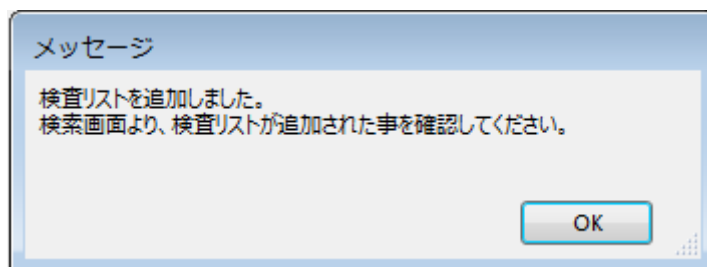 メッセージ
検査リストを追加しました。
検索画面より、検査リストが追加された事を確認してください。
OK